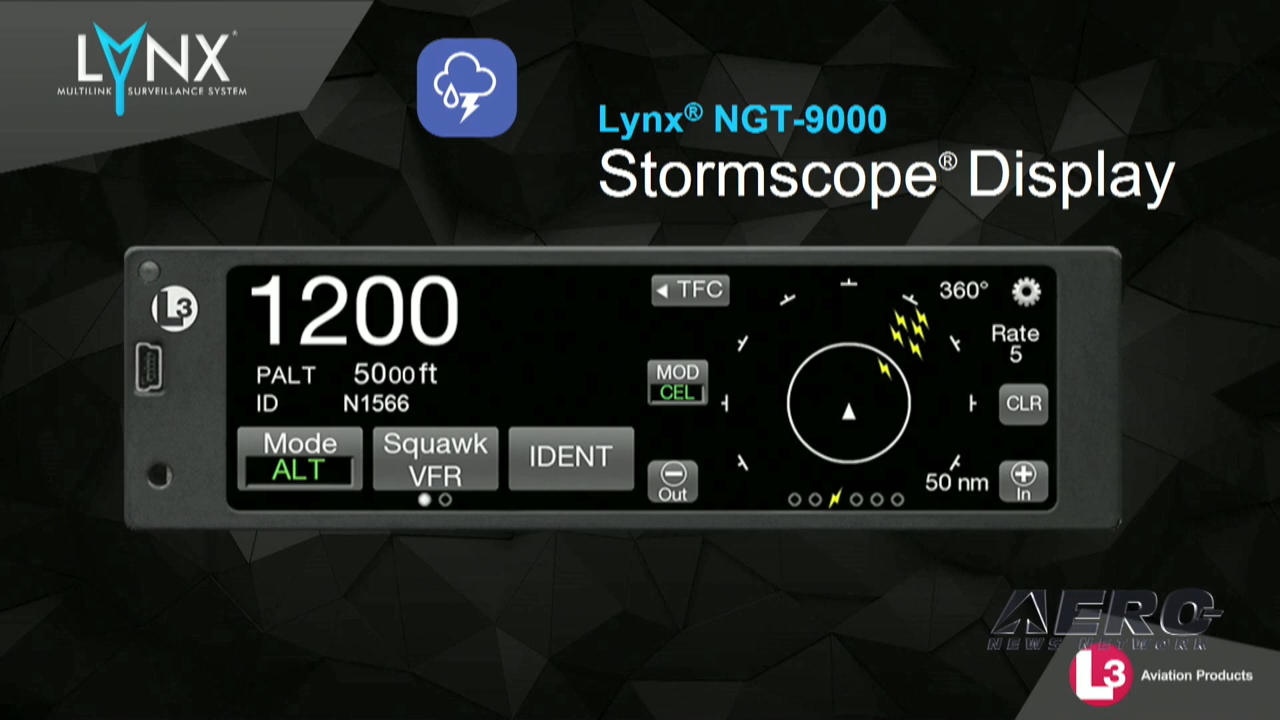 LYNX®
MULTILINK SURVEILLANCE SYSTEM
Lynx® NGT-9000
Stormscope® Display
L3
1200
PALT 5000 ft
ID N1566
Mode
ALT
Squawk
VFR
IDENT
TFC
360°
Rate
5
MOD
CEL
CLR
Out
50 nm
In
AERO
NEWS NETWORK
L3 Aviation Products